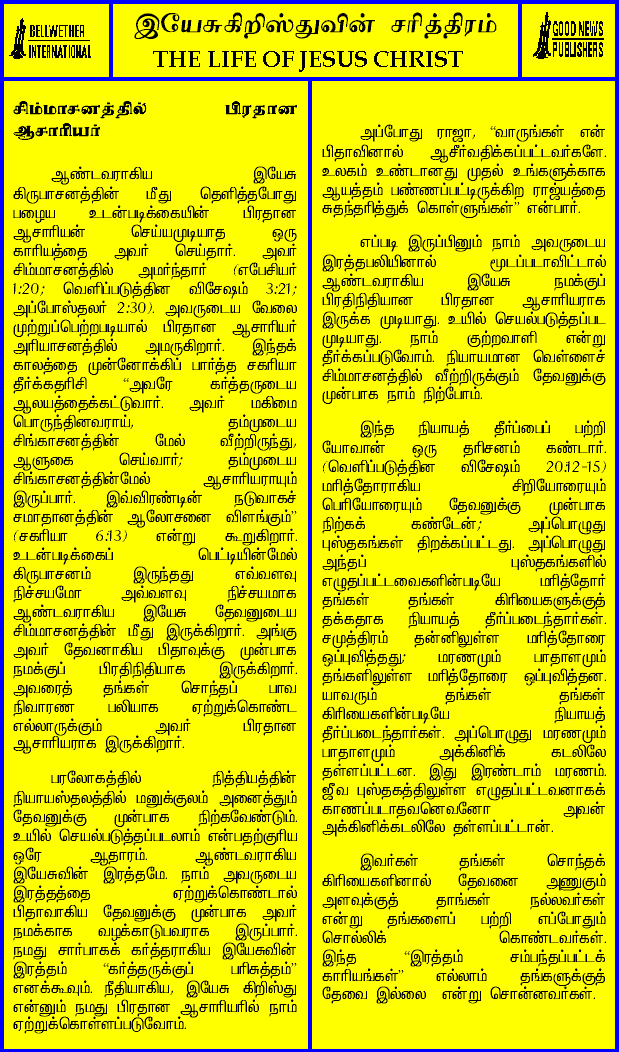 BELLWETHER
INTERNATIONAL
இயேசுகிறிஸ்துவின் சரித்திரம்
THE LIFE OF JESUS CHRIST
GOOD NEWS
PUBLISHERS
சிம்மாசனத்தில் பிரதான
ஆசாரியர்
ஆண்டவராகிய இயேசு
கிருபாசனத்தின் மீது தெளித்தபோது
பழைய உடன்படிக்கையின் பிரதான
ஆசாரியன் செய்யமுடியாத ஒரு
காரியத்தை அவர் செய்தார். அவர்
சிம்மாசனத்தில் அமர்ந்தார் (எபேசியர்
1:20; வெளிப்படுத்தின விசேஷம் 3:21;
அப்போஸ்தலர் 2:30). அவருடைய வேலை
முற்றுப்பெற்றபடியால் பிரதான ஆசாரியர்
அரியாசனத்தில் அமருகிறார். இந்தக்
காலத்தை முன்னோக்கிப் பார்த்த சகரியா
தீர்க்கதரிசி “அவரே கர்த்தருடைய
ஆலயத்தைக்கட்டுவார். அவர் மகிமை
பொருந்தினவராய், தம்முடைய
சிங்காசனத்தின் மேல் வீற்றிருந்து,
ஆளுகை செய்வார்; தம்முடைய
சிங்காசனத்தின்மேல் ஆசாரியராயும்
இருப்பார். இவ்விரண்டின் நடுவாகச்
சமாதானத்தின் ஆலோசனை விளங்கும்”
(சகரியா 6:13) என்று கூறுகிறார்.
உடன்படிக்கைப் பெட்டியின்மேல்
கிருபாசனம் இருந்தது எவ்வளவு
நிச்சயமோ அவ்வளவு நிச்சயமாக
ஆண்டவராகிய இயேசு தேவனுடைய
சிம்மாசனத்தின் மீது இருக்கிறார். அங்கு
அவர் தேவனாகிய பிதாவுக்கு முன்பாக
நமக்குப் பிரதிநிதியாக இருக்கிறார்.
அவரைத் தங்கள் சொந்தப் பாவ
நிவாரண பலியாக ஏற்றுக்கொண்ட
எல்லாருக்கும் அவர் பிரதான
ஆசாரியராக இருக்கிறார்.
பரலோகத்தில் நித்தியத்தின்
நியாயஸ்தலத்தில் மனுக்குலம் அனைத்தும்
தேவனுக்கு முன்பாக நிற்கவேண்டும்.
உயில் செயல்படுத்தப்படலாம் என்பதற்குரிய
ஒரே ஆதாரம். ஆண்டவராகிய
இயேசுவின் இரத்தமே. நாம் அவருடைய
இரத்தத்தை ஏற்றுக்கொண்டால்
பிதாவாகிய தேவனுக்கு முன்பாக அவர்
நமக்காக வழக்காடுபவராக இருப்பார்.
நமது சார்பாகக் கர்த்தராகிய இயேசுவின்
இரத்தம் “கர்த்தருக்குப் பரிசுத்தம்”
எனக்கூவும். நீதியாகிய, இயேசு கிறிஸ்து
என்னும் நமது பிரதான ஆசாரியரில் நாம்
ஏற்றுக்கொள்ளப்படுவோம்.
அப்போது ராஜா, “வாருங்கள் என்
பிதாவினால் ஆசீர்வதிக்கப்பட்டவர்களே.
உலகம் உண்டானது முதல் உங்களுக்காக
ஆயத்தம் பண்ணப்பட்டிருக்கிற ராஜ்யத்தை
சுதந்தரித்துக் கொள்ளுங்கள்” என்பார்.
எப்படி இருப்பினும் நாம் அவருடைய
இரத்தபலியினால் மூடப்படாவிட்டால்
ஆண்டவராகிய இயேசு நமக்குப்
பிரதிநிதியான பிரதான ஆசாரியராக
இருக்க முடியாது. உயில் செயல்படுத்தப்பட
முடியாது. நாம் குற்றவாளி என்று
தீர்க்கப்படுவோம். நியாயமான வெள்ளைச்
சிம்மாசனத்தில் வீற்றிருக்கும் தேவனுக்கு
முன்பாக நாம் நிற்போம்.
இந்த நியாயத் தீர்ப்பைப் பற்றி
யோவான் ஒரு தரிசனம் கண்டார்.
(வெளிப்படுத்தின விசேஷம் 20:12-15)
மரித்தோராகிய சிறியோரையும்
பெரியோரையும் தேவனுக்கு முன்பாக
நிற்கக் கண்டேன்; அப்பொழுது
புஸ்தகங்கள் திறக்கப்பட்டது. அப்பொழுது
அந்தப் புஸ்தகங்களில்
எழுதப்பட்டவைகளின்படியே மரித்தோர்
தங்கள் தங்கள் கிரியைகளுக்குத்
தக்கதாக நியாயத் தீர்ப்படைந்தார்கள்.
சமுத்திரம் தன்னிலுள்ள மரித்தோரை
ஒப்புவித்தது; மரணமும் பாதாளமும்
தங்களிலுள்ள மரித்தோரை ஒப்புவித்தன.
யாவரும் தங்கள் தங்கள்
கிரியைகளின்படியே நியாயத்
தீர்ப்படைந்தார்கள். அப்பொழுது மரணமும்
பாதாளமும் அக்கினிக் கடலிலே
தள்ளப்பட்டன. இது இரண்டாம் மரணம்.
ஜீவ புஸ்தகத்திலுள்ள எழுதப்பட்டவனாகக்
காணப்படாதவனெவனோ அவன்
அக்கினிக்கடலிலே தள்ளப்பட்டான்.
இவர்கள் தங்கள் சொந்தக்
கிரியைகளினால் தேவனை அணுகும்
அளவுக்குத் தாங்கள் நல்லவர்கள்
என்று தங்களைப் பற்றி எப்போதும்
சொல்லிக் கொண்டவர்கள்.
இந்த “இரத்தம் சம்பந்தப்பட்டக்
காரியங்கள்” எல்லாம் தங்களுக்குத்
தேவை இல்லை என்று சொன்னவர்கள்.